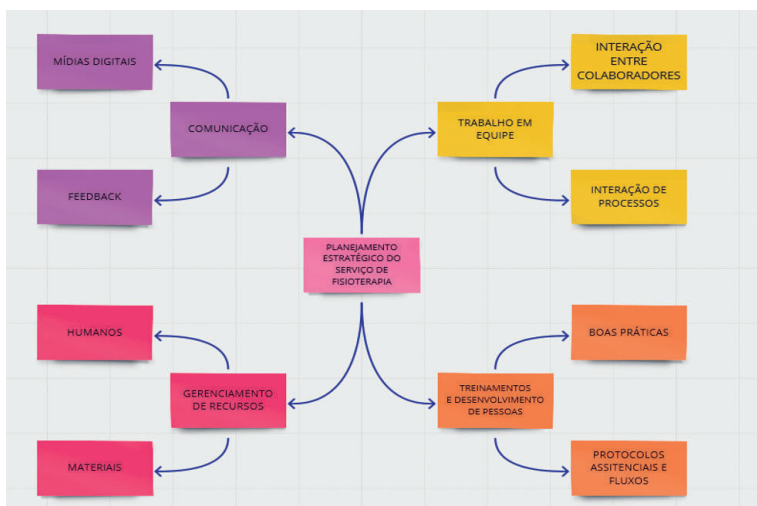 MÍDIAS DIGITAIS
COMUNICAÇÃO
FEEDBACK
INTERAÇÃO
ENTRE
COLABORADORES
TRABALHO EM
EQUIPE
INTERAÇÃO DE
PROCESSOS
PLANEJAMENTO
ESTRATÉGICO DO
SERVIÇO DE
FISIOTERAPIA
HUMANOS
GERENCIAMENTO
DE RECURSOS
MATERIAIS
BOAS PRÁTICAS
TREINAMENTOS
E DESENVOLVIMENTO
DE PESSOAS
PROTOCOLOS
ASSITENCIAIS E
FLUXOS